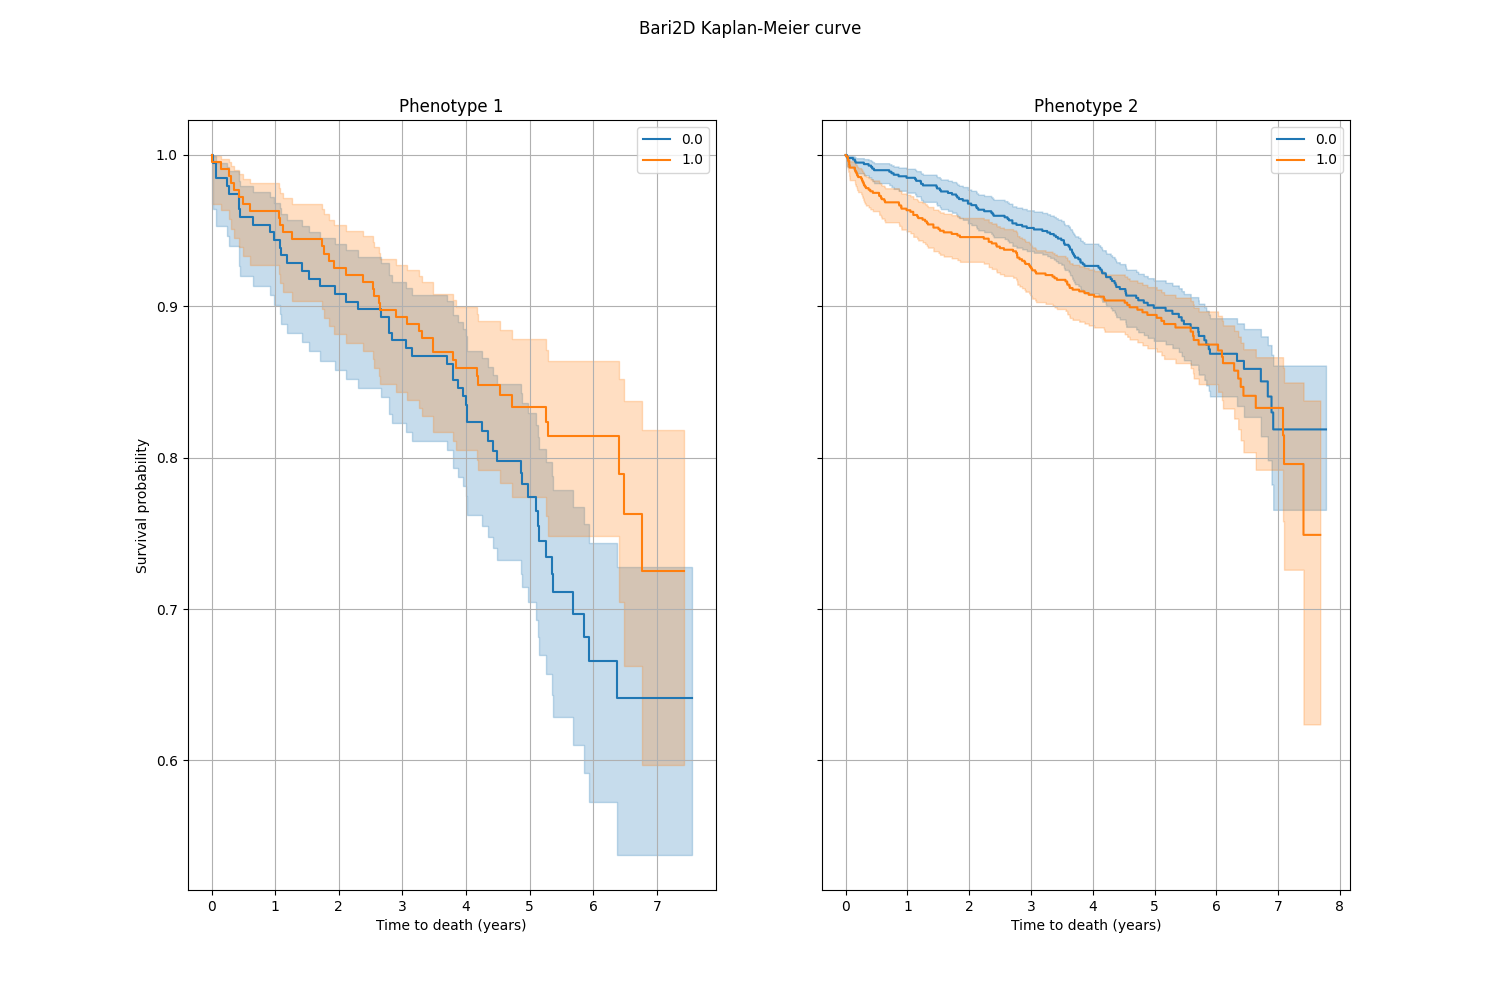 Bari2D Kaplan-Meier curve
Phenotype 1
0.0
1.0
1.0
0.9
0.8
0.7
0.6
Survival probability
0 1 2 3 4 5 6 7
Time to death (years)
Phenotype 2
0.0
1.0
0 1 2 3 4 5 6 7 8
Time to death (years)